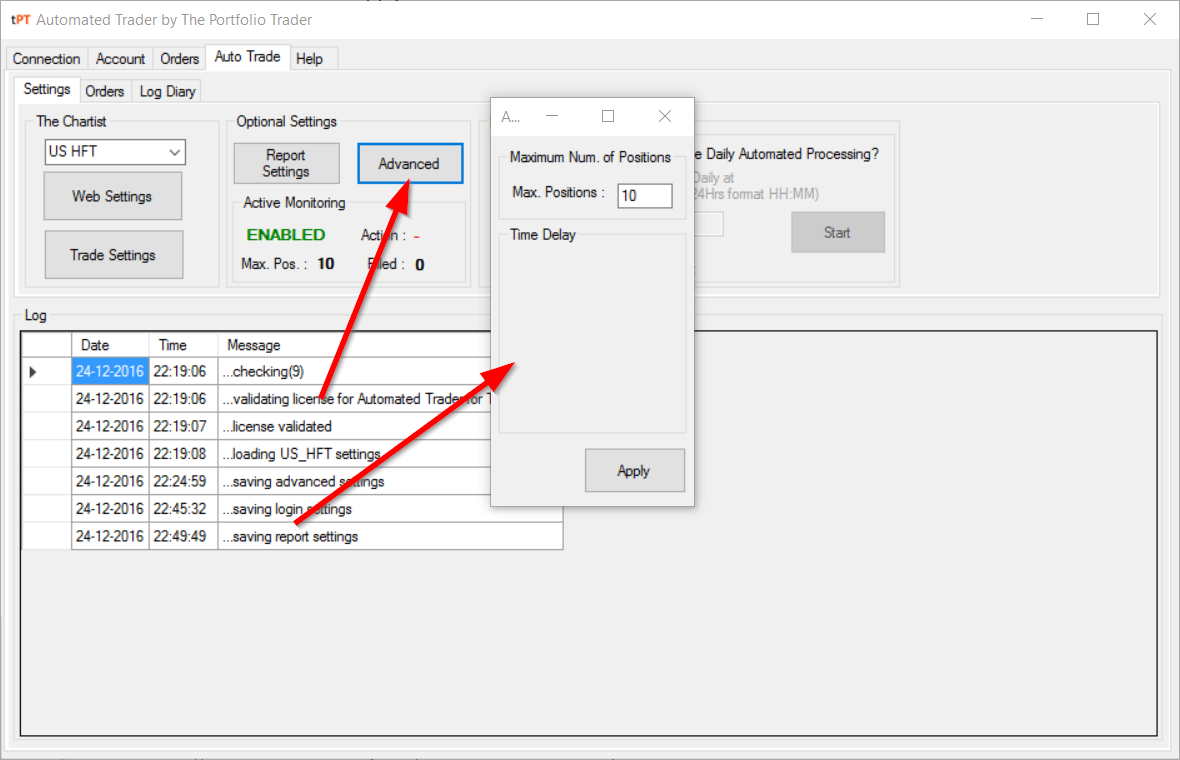 tPT Automated Trader by The Portfolio Trader
Connection Account Orders Auto Trade Help
Settings Orders Log Diary
The Chartist
US HFT
Web Settings
Trade Settings
Optional Settings
Report
Settings
Advanced
Active Monitoring
ENABLED Action : -
Max. Pos. : 10 Filled : 0
A...
Maximum Num. of Positions
Max. Positions : 10
Time Delay
Apply
e Daily Automated Processing?
Daily at
24Hrs format HH:MM)
Start
Log
Date Time Message
24-12-2016 22:19:06 ...checking(9)
24-12-2016 22:19:06 ...validating license for Automated Trader for T
24-12-2016 22:19:07 ...license validated
24-12-2016 22:19:08 ...loading US_HFT settings
24-12-2016 22:24:59 ...saving advanced settings
24-12-2016 22:45:32 ...saving login settings
24-12-2016 22:49:49 ...saving report settings